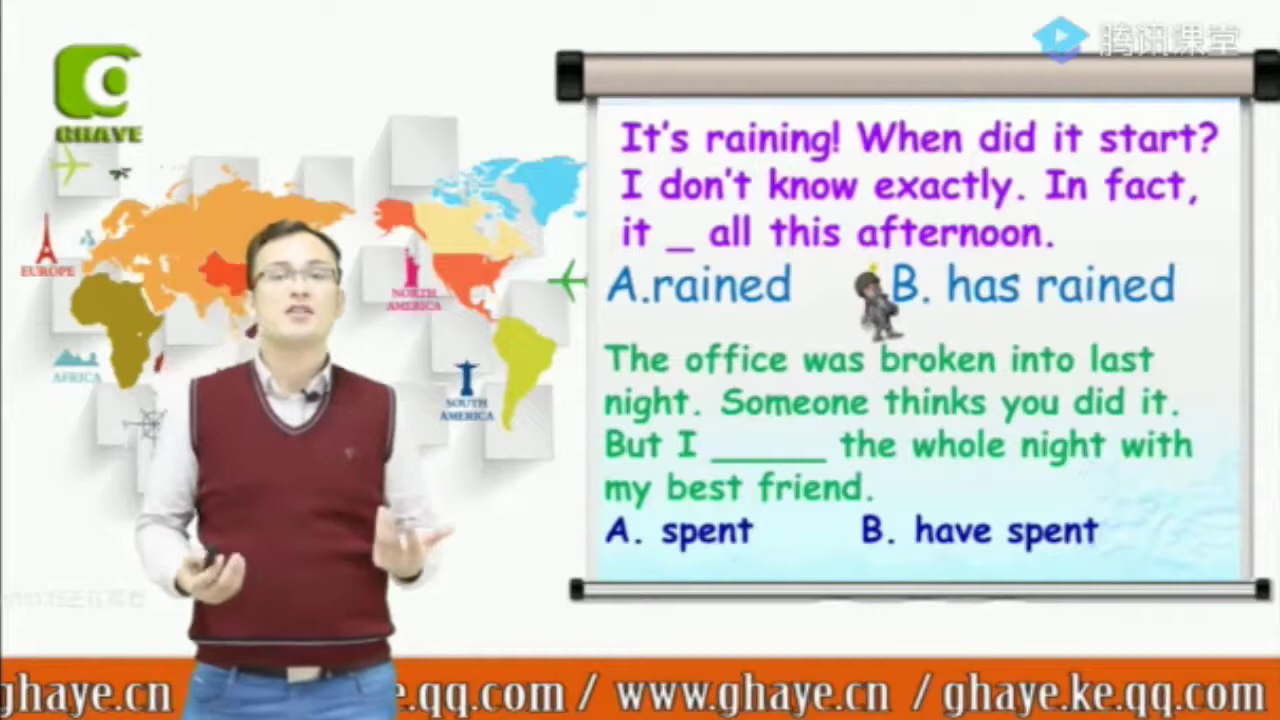 腾讯课堂
GHAYE
It's raining! When did it start?
I don't know exactly. In fact,
it _ all this afternoon.
A.rained B. has rained
EUROPE
NORTH
AMERICA
AFRICA
SOUTH
AMERICA
The office was broken into last
night. Someone thinks you did it.
But I _____ the whole night with
my best friend.
A. spent B. have spent
ghaye.cn e.qq.com / www.ghaye.cn / ghaye.ke.qq.com